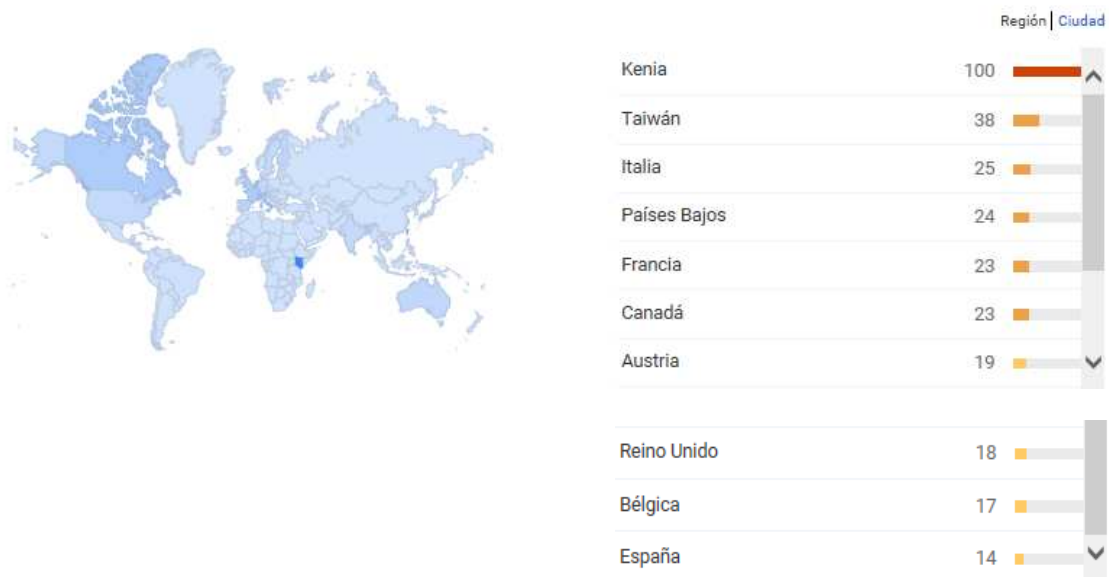 Región | Ciudad
Kenia 100
Taiwán 38
Italia 25
Países Bajos 24
Francia 23
Canadá 23
Austria 19
Reino Unido 18
Bélgica 17
España 14